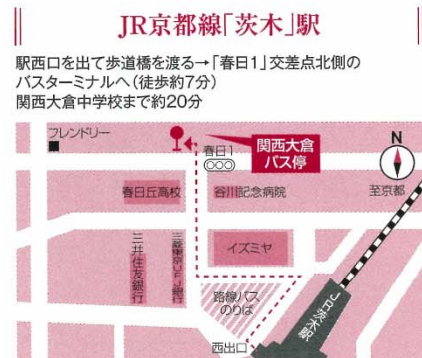 JR京都線「茨木」駅
駅西口を出て歩道橋を渡る→「春日1」交差点北側の
バスターミナルへ(徒歩約7分)
関西大倉中学校まで約20分
フレンドリー
春日1
関西大倉
バス停
N
至京都
春日丘高校
谷川記念病院
三井住友銀行
三菱東京UFJ銀行
イズミヤ
路線バス
のりば
JR茨木駅
西出口